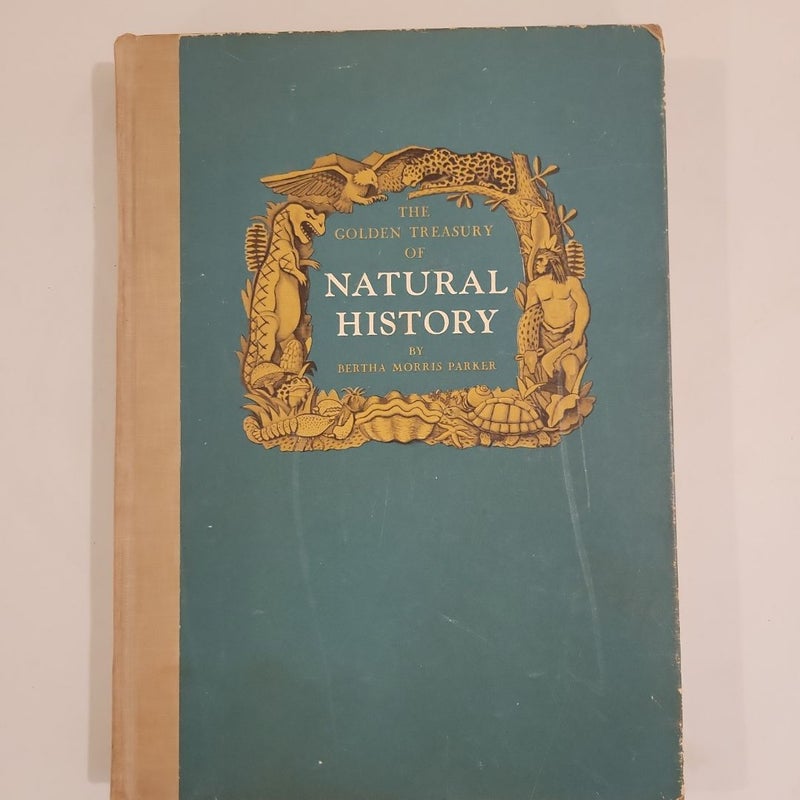 THE
GOLDEN TREASURY
OF
NATURAL
HISTORY
BY
BERTHA MORRIS PARKER